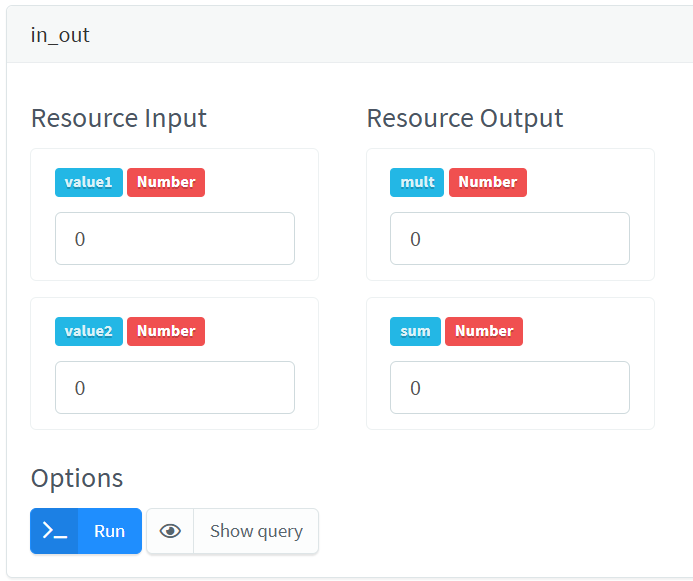 in_out
Resource Input
Resource Output
value1 Number
mult Number
0
0
value2 Number
sum Number
0
0
Options
>_ Run
Show query